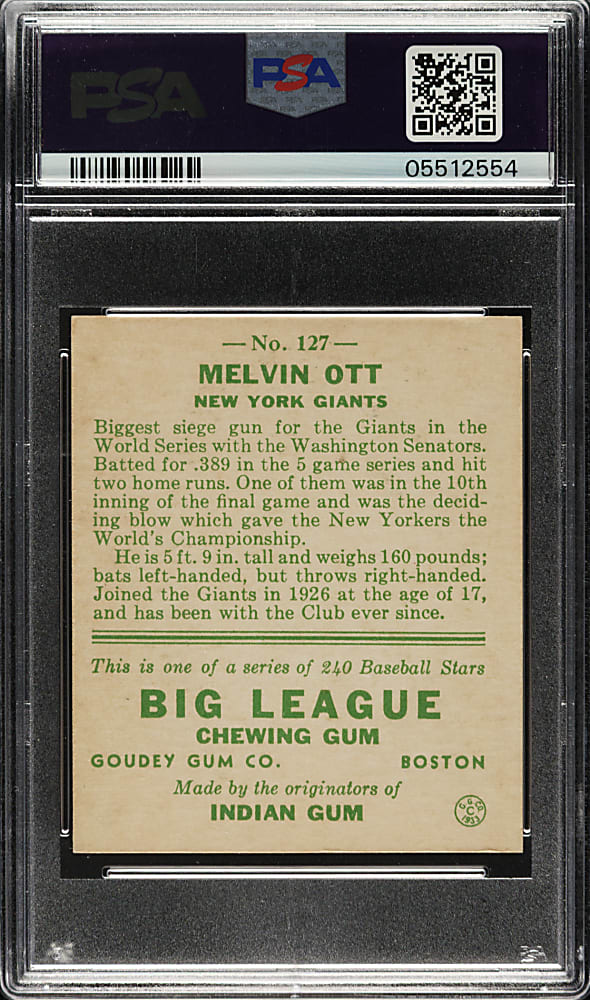 PSA PSA
05512554
— No. 127 —
MELVIN OTT
NEW YORK GIANTS
Biggest siege gun for the Giants in the
World Series with the Washington Senators.
Batted for .389 in the 5 game series and hit
two home runs. One of them was in the 10th
inning of the final game and was the decid-
ing blow which gave the New Yorkers the
World's Championship.
He is 5 ft. 9 in. tall and weighs 160 pounds;
bats left-handed, but throws right-handed.
Joined the Giants in 1926 at the age of 17,
and has been with the Club ever since.
This is one of a series of 240 Baseball Stars
BIG LEAGUE
CHEWING GUM
GOUDEY GUM CO. BOSTON
Made by the originators of
INDIAN GUM
G. G. CO.
C
1933